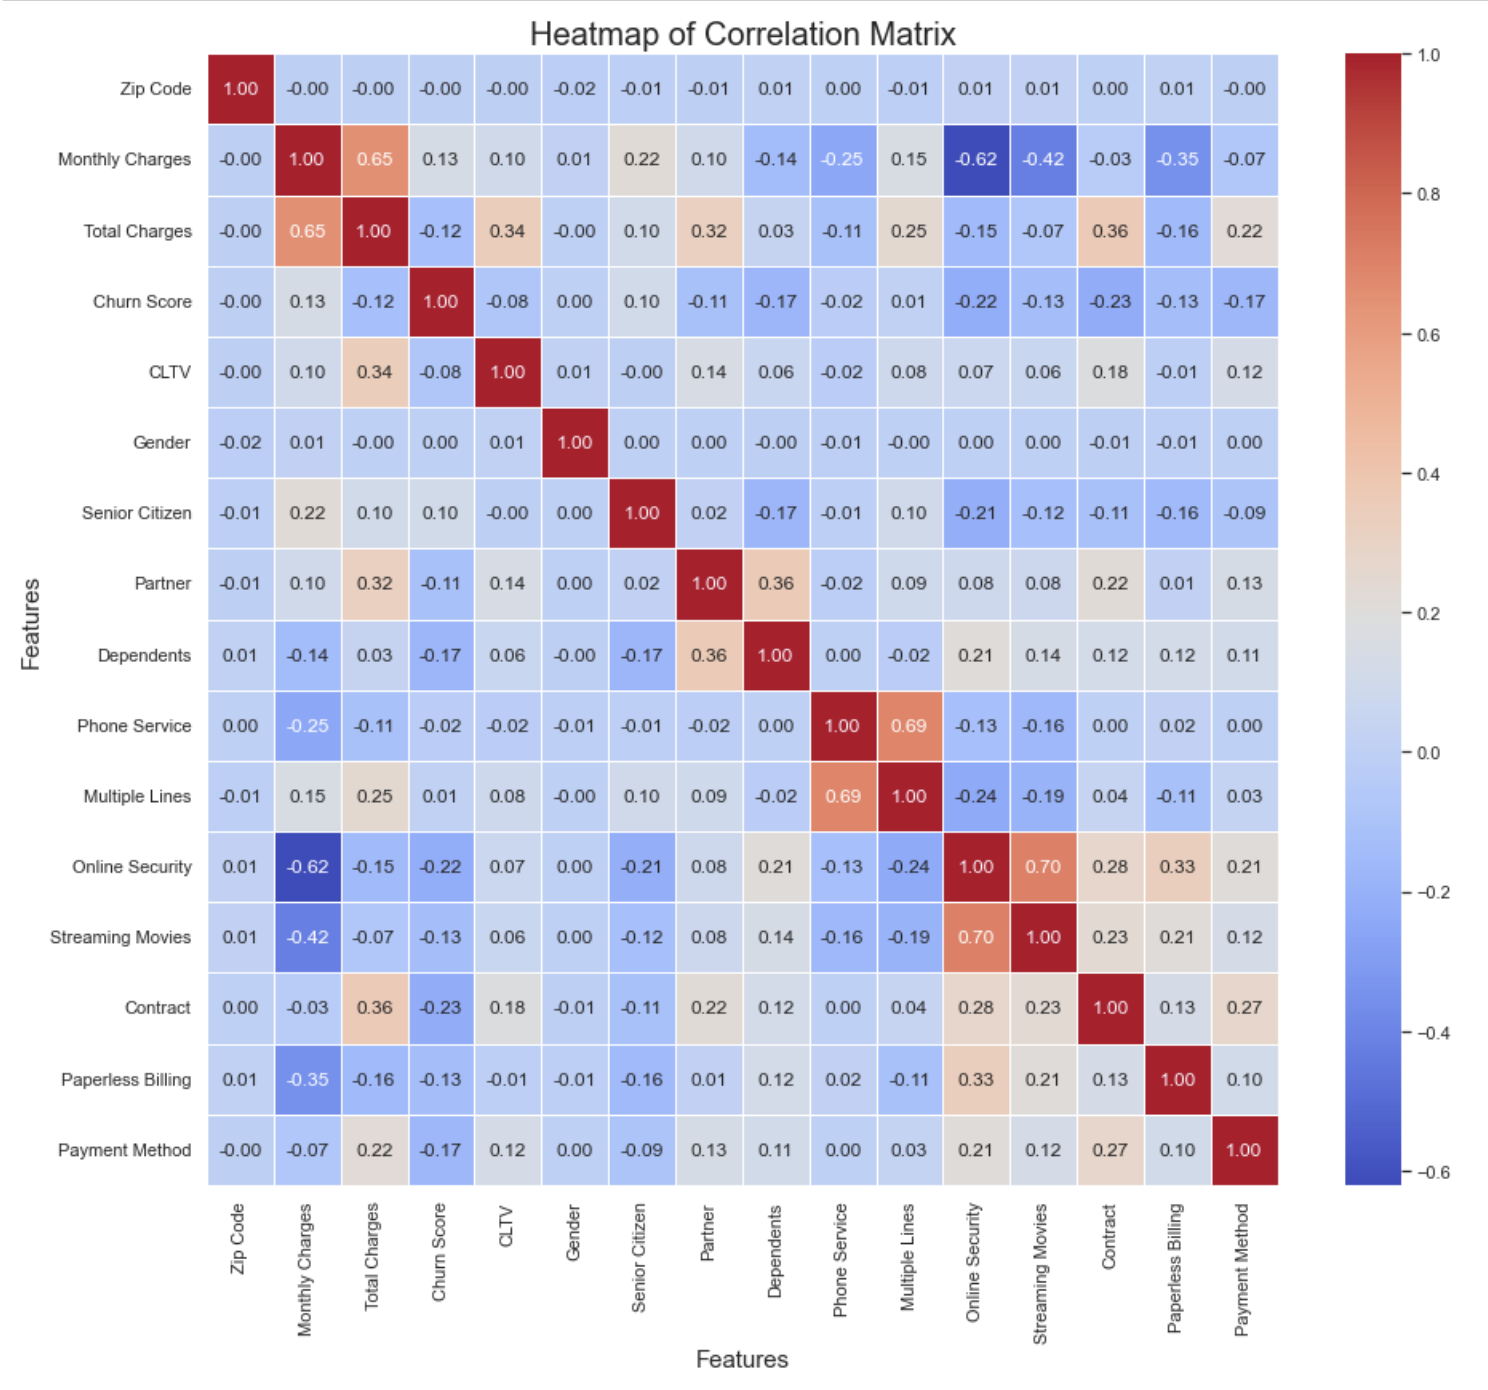 Heatmap of Correlation Matrix
Zip Code 1.00 -0.00 -0.00 -0.00 -0.00 -0.02 -0.01 -0.01 0.01 0.00 -0.01 0.01 0.01 0.00 0.01 -0.00
Monthly Charges -0.00 1.00 0.65 0.13 0.10 0.01 0.22 0.10 -0.14 -0.25 0.15 -0.62 -0.42 -0.03 -0.35 -0.07
Total Charges -0.00 0.65 1.00 -0.12 0.34 -0.00 0.10 0.32 0.03 -0.11 0.25 -0.15 -0.07 0.36 -0.16 0.22
Churn Score -0.00 0.13 -0.12 1.00 -0.08 0.00 0.10 -0.11 -0.17 -0.02 0.01 -0.22 -0.13 -0.23 -0.13 -0.17
CLTV -0.00 0.10 0.34 -0.08 1.00 0.01 -0.00 0.14 0.06 -0.02 0.08 0.07 0.06 0.18 -0.01 0.12
Gender -0.02 0.01 -0.00 0.00 0.01 1.00 0.00 0.00 -0.00 -0.01 -0.00 0.00 0.00 -0.01 -0.01 0.00
Senior Citizen -0.01 0.22 0.10 0.10 -0.00 0.00 1.00 0.02 -0.17 -0.01 0.10 -0.21 -0.12 -0.11 -0.16 -0.09
Partner -0.01 0.10 0.32 -0.11 0.14 0.00 0.02 1.00 0.36 -0.02 0.09 0.08 0.08 0.22 0.01 0.13
Dependents 0.01 -0.14 0.03 -0.17 0.06 -0.00 -0.17 0.36 1.00 0.00 -0.02 0.21 0.14 0.12 0.12 0.11
Phone Service 0.00 -0.25 -0.11 -0.02 -0.02 -0.01 -0.01 -0.02 0.00 1.00 0.69 -0.13 -0.16 0.00 0.02 0.00
Multiple Lines -0.01 0.15 0.25 0.01 0.08 -0.00 0.10 0.09 -0.02 0.69 1.00 -0.24 -0.19 0.04 -0.11 0.03
Online Security 0.01 -0.62 -0.15 -0.22 0.07 0.00 -0.21 0.08 0.21 -0.13 -0.24 1.00 0.70 0.28 0.33 0.21
Streaming Movies 0.01 -0.42 -0.07 -0.13 0.06 0.00 -0.12 0.08 0.14 -0.16 -0.19 0.70 1.00 0.23 0.21 0.12
Contract 0.00 -0.03 0.36 -0.23 0.18 -0.01 -0.11 0.22 0.12 0.00 0.04 0.28 0.23 1.00 0.13 0.27
Paperless Billing 0.01 -0.35 -0.16 -0.13 -0.01 -0.01 -0.16 0.01 0.12 0.02 -0.11 0.33 0.21 0.13 1.00 0.10
Payment Method -0.00 -0.07 0.22 -0.17 0.12 0.00 -0.09 0.13 0.11 0.00 0.03 0.21 0.12 0.27 0.10 1.00
Features
Zip Code
Monthly Charges
Total Charges
Churn Score
CLTV
Gender
Senior Citizen
Partner
Dependents
Phone Service
Multiple Lines
Online Security
Streaming Movies
Contract
Paperless Billing
Payment Method
Features
1.0
0.8
0.6
0.4
0.2
0.0
−0.2
−0.4
−0.6